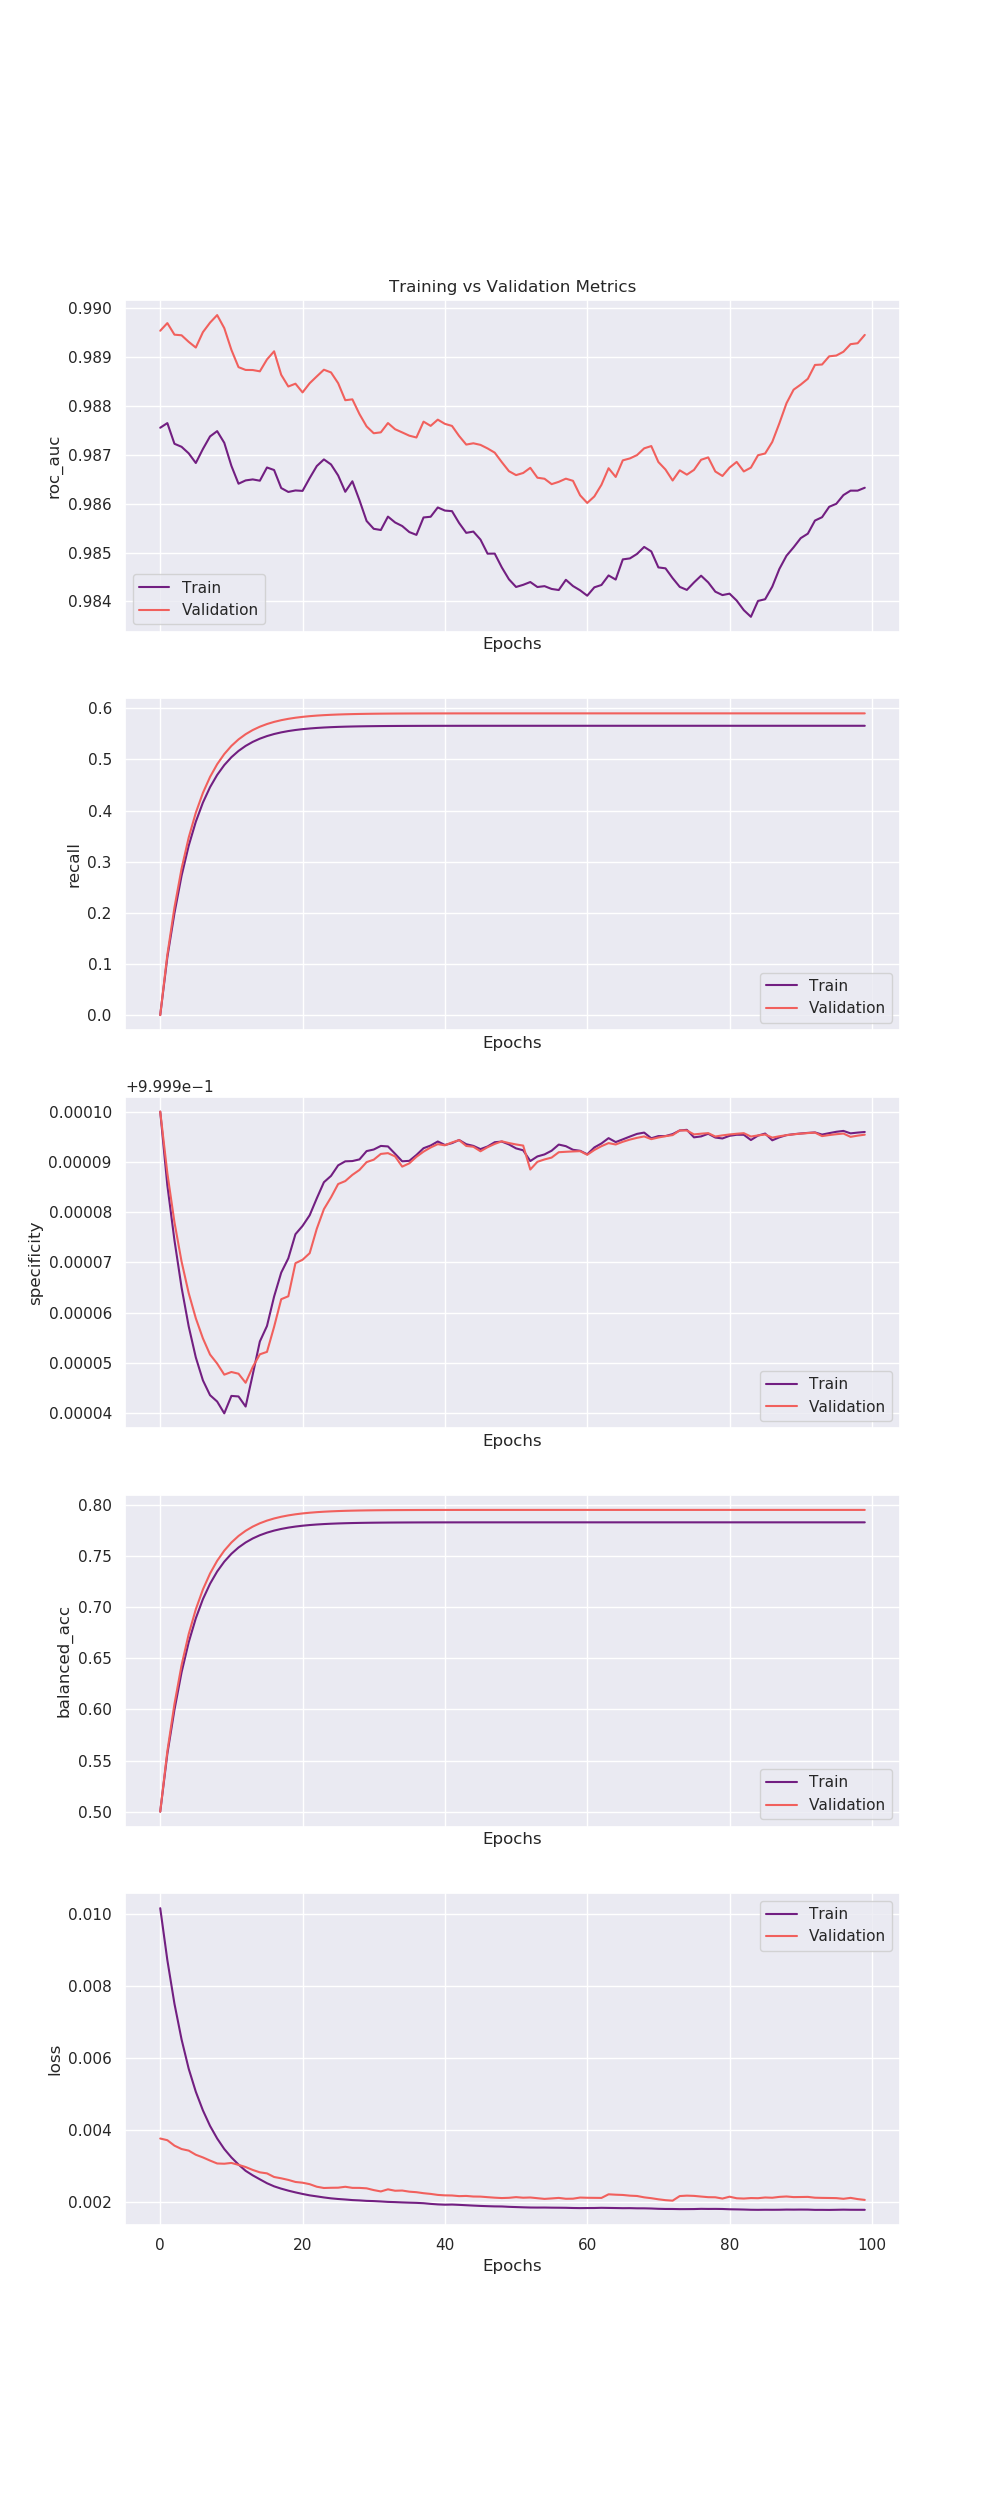 Training vs Validation Metrics
0.990
0.989
0.988
0.987
0.986
0.985
0.984
roc_auc
Train
Validation
Epochs
0.6
0.5
0.4
0.3
0.2
0.1
0.0
recall
Train
Validation
Epochs
+9.999e−1
0.00010
0.00009
0.00008
0.00007
0.00006
0.00005
0.00004
specificity
Train
Validation
Epochs
0.80
0.75
0.70
0.65
0.60
0.55
0.50
balanced_acc
Train
Validation
Epochs
0.010
0.008
0.006
0.004
0.002
loss
Train
Validation
0 20 40 60 80 100
Epochs